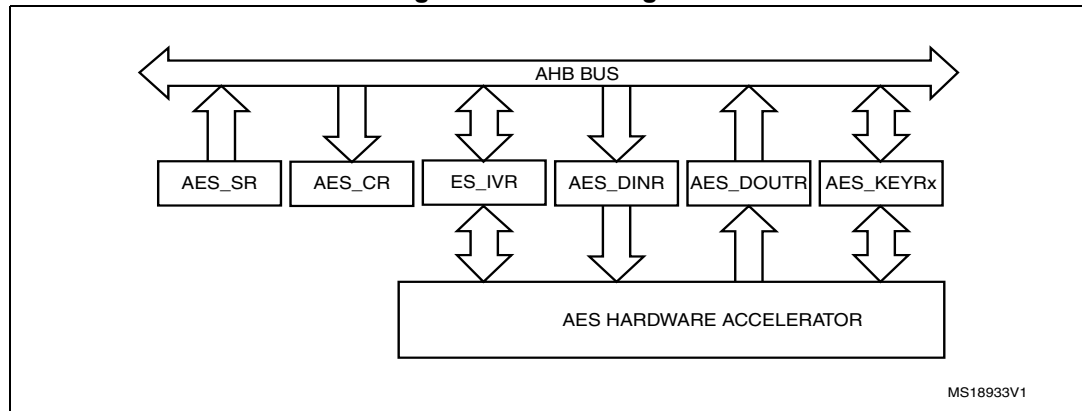 AHB BUS
AES_SR
AES_CR
ES_IVR
AES_DINR
AES_DOUTR
AES_KEYRx
AES HARDWARE ACCELERATOR
MS18933V1